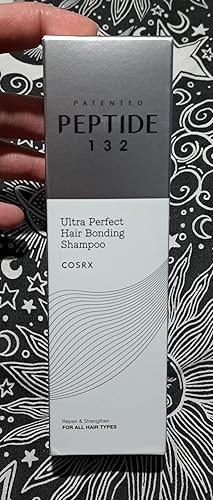 PATENTED
PEPTIDE
132
Ultra Perfect
Hair Bonding
Shampoo
COSRX
Repair & Strengthen
FOR ALL HAIR TYPES